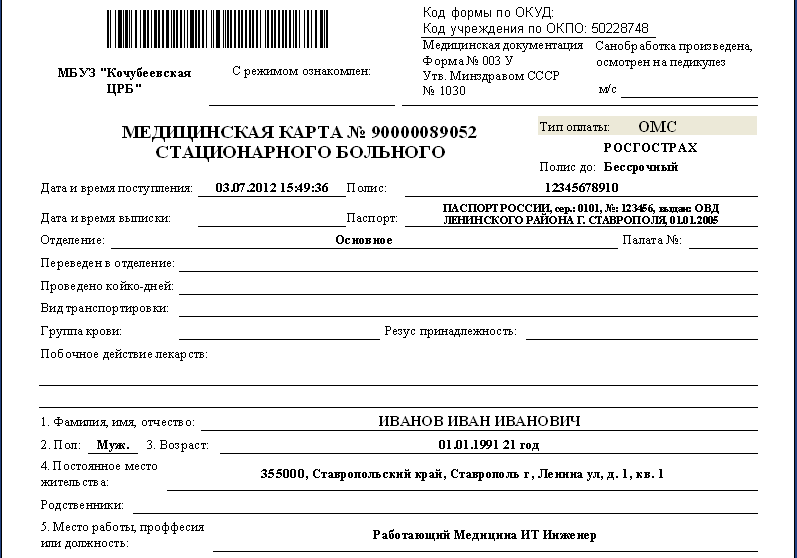 Код формы по ОКУД:
Код учреждения по ОКПО: 50228748
МБУЗ "Кочубеевская
ЦРБ"
С режимом ознакомлен:
Медицинская документация
Форма № 003 У
Утв. Минздравом СССР
№ 1030
Санобработка произведена,
осмотрен на педикулез
м/с
МЕДИЦИНСКАЯ КАРТА № 90000089052
СТАЦИОНАРНОГО БОЛЬНОГО
Тип оплаты: ОМС
РОСГОСТРАХ
Полис до: Бессрочный
Дата и время поступления: 03.07.2012 15:49:36 Полис: 12345678910
Дата и время выписки: Паспорт: ПАСПОРТ РОССИИ, сер.: 0101, №: 123456, выдан: ОВД
ЛЕНИНСКОГО РАЙОНА Г. СТАВРОПОЛЯ, 01.01.2005
Отделение: Основное Палата №:
Переведен в отделение:
Проведено койко-дней:
Вид транспортировки:
Группа крови: Резус принадлежность:
Побочное действие лекарств:
1. Фамилия, имя, отчество: ИВАНОВ ИВАН ИВАНОВИЧ
2. Пол: Муж. 3. Возраст: 01.01.1991 21 год
4. Постоянное место
жительства: 355000, Ставропольский край, Ставрополь г, Ленина ул, д. 1, кв. 1
Родственники:
5. Место работы, проффесия
или должность: Работающий Медицина ИТ Инженер